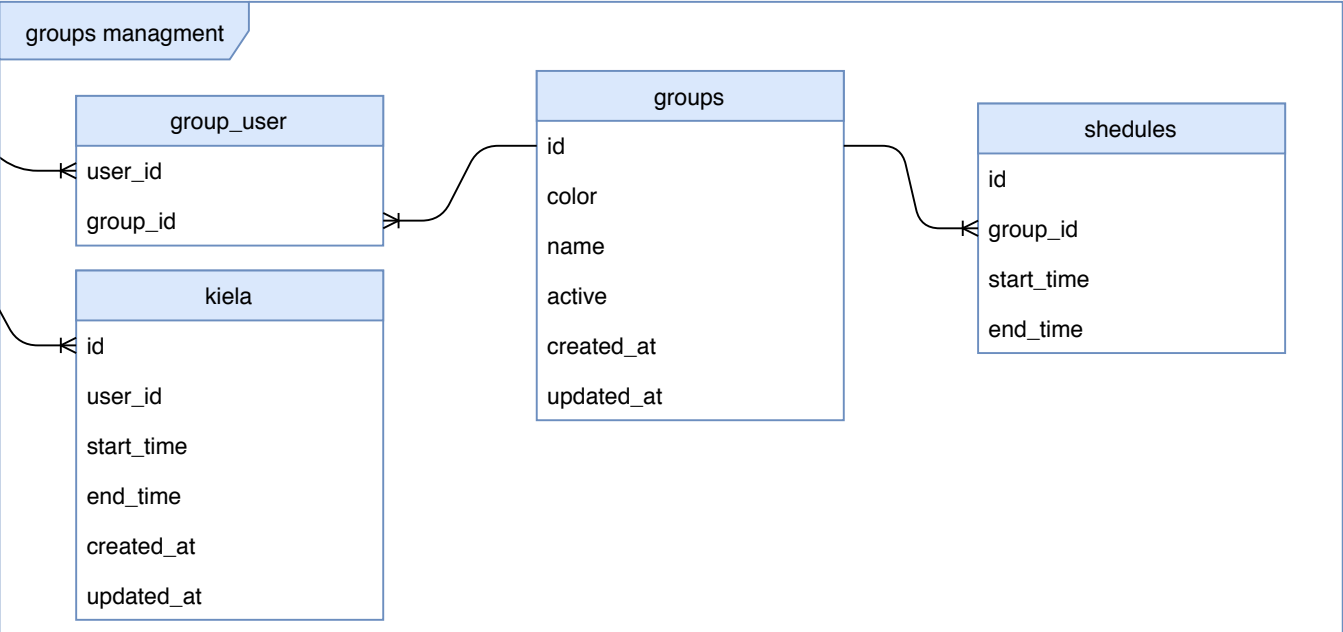 groups managment
group_user
user_id
group_id
kiela
id
user_id
start_time
end_time
created_at
updated_at
groups
id
color
name
active
created_at
updated_at
shedules
id
group_id
start_time
end_time